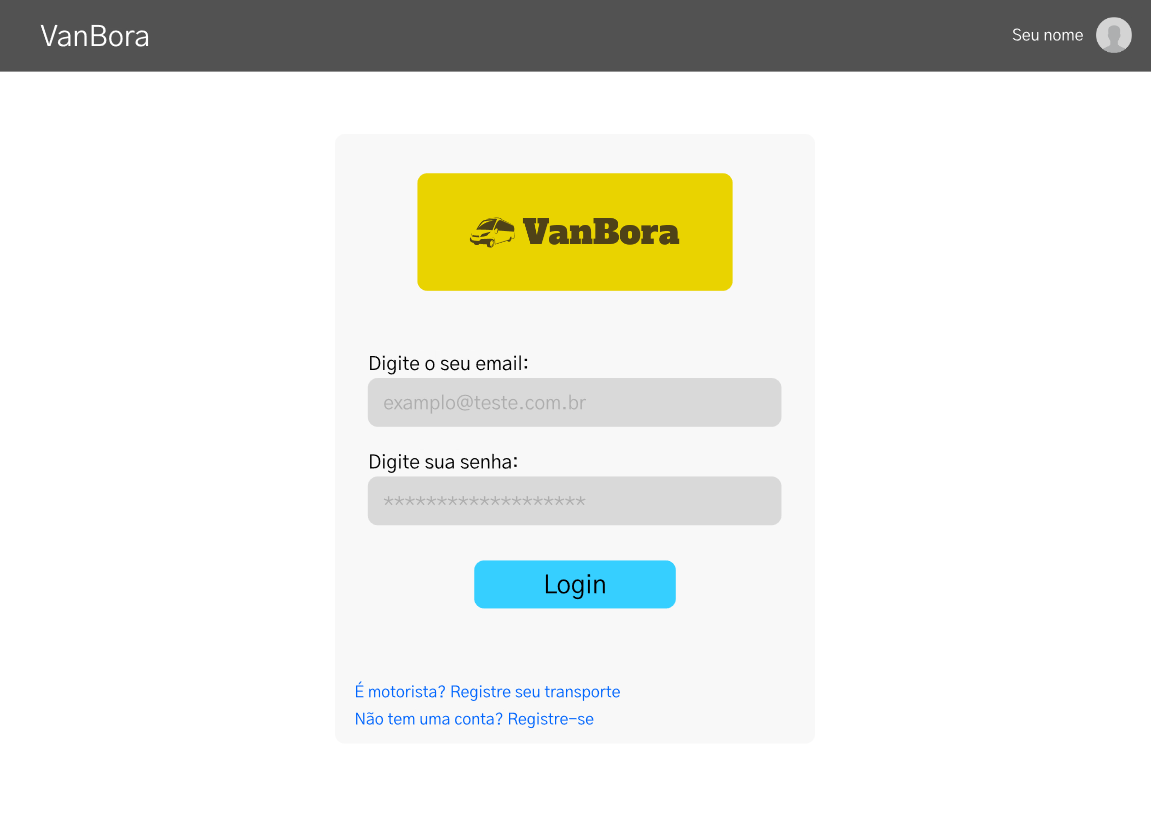 VanBora
Seu nome
VanBora
Digite o seu email:
examplo@teste.com.br
Digite sua senha:
*******************
Login
É motorista? Registre seu transporte
Não tem uma conta? Registre-se